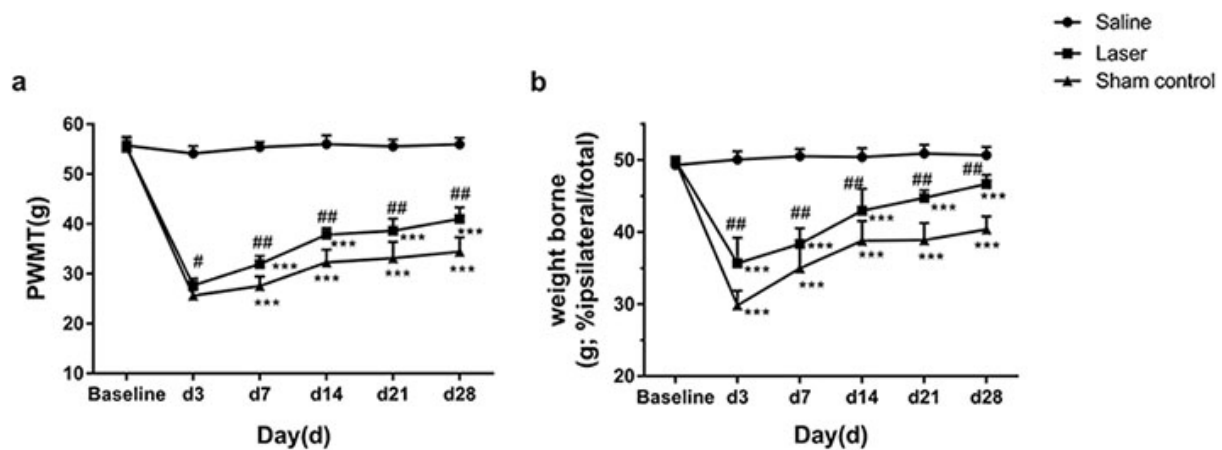 Saline
Laser
Sham control
a
60
50
40
30
20
10
PWMT(g)
#
##
##
##
##
***
***
***
***
***
***
***
***
Baseline
d3
d7
d14
d21
d28
Day(d)
b
50
40
30
20
weight borne
(g; %ipsilateral/total)
##
##
##
##
##
***
***
***
***
***
***
***
***
***
***
Baseline
d3
d7
d14
d21
d28
Day(d)